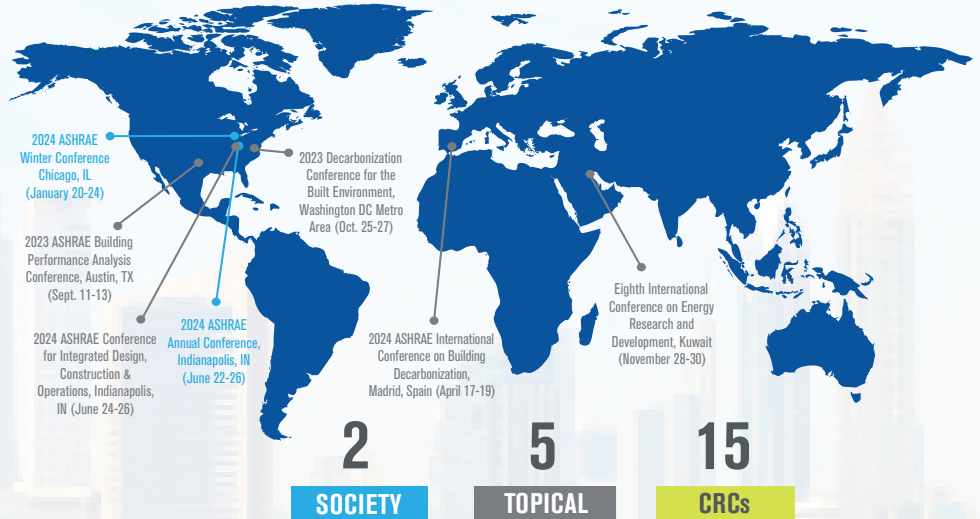 2024 ASHRAE
Winter Conference
Chicago, IL
(January 20-24)
2023 ASHRAE Building
Performance Analysis
Conference, Austin, TX
(Sept. 11-13)
2024 ASHRAE Conference
for Integrated Design,
Construction &
Operations, Indianapolis,
IN (June 24-26)
2024 ASHRAE
Annual Conference,
Indianapolis, IN
(June 22-26)
2023 Decarbonization
Conference for the
Built Environment,
Washington DC Metro
Area (Oct. 25-27)
2024 ASHRAE International
Conference on Building
Decarbonization,
Madrid, Spain (April 17-19)
Eighth International
Conference on Energy
Research and
Development, Kuwait
(November 28-30)
2
SOCIETY
5
TOPICAL
15
CRCs